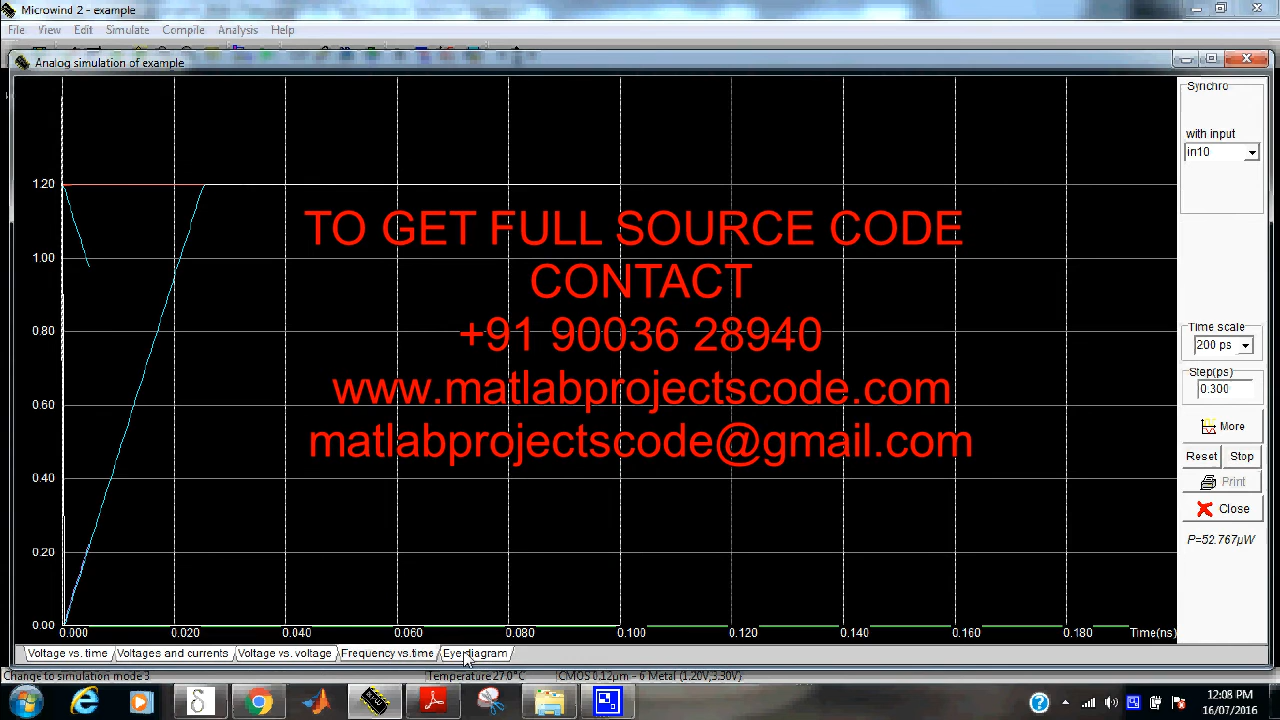 Microwind 2 - example
File View Edit Simulate Compile Analysis Help
Analog simulation of example
Synchro
with input
in10
1.20
1.00
0.80
0.60
0.40
0.20
0.00
TO GET FULL SOURCE CODE
CONTACT
+91 90036 28940
www.matlabprojectscode.com
matlabprojectscode@gmail.com
Time scale
200 ps
Step(ps)
0.300
More
Reset Stop
Print
Close
P=52.767µW
0.000 0.020 0.040 0.060 0.080 0.100 0.120 0.140 0.160 0.180 Time(ns)
Voltage vs. time Voltages and currents Voltage vs. voltage Frequency vs.time Eye diagram
Change to simulation mode 3 Temperature 27.0°C CMOS 0.12µm - 6 Metal (1.20V,3.30V)
12:08 PM
16/07/2016